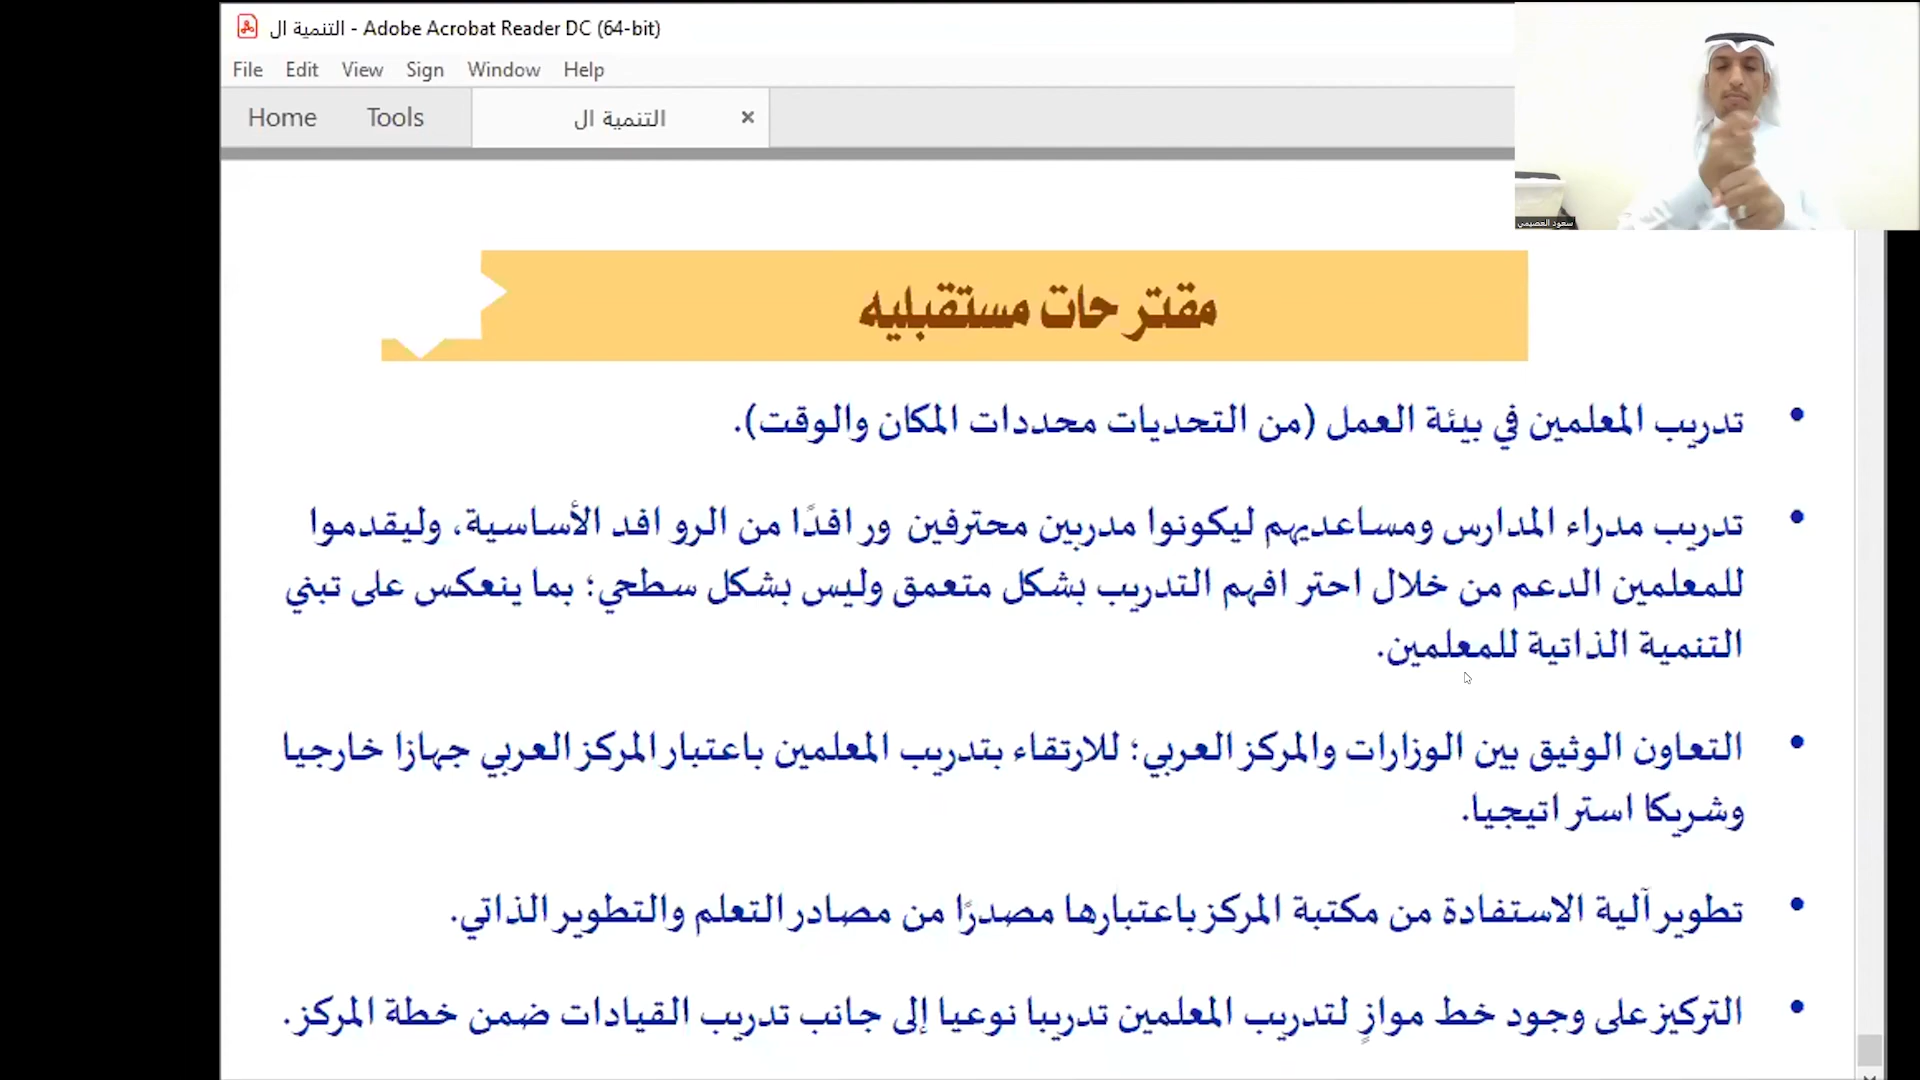 التنمية ال - Adobe Acrobat Reader DC (64-bit)
File Edit View Sign Window Help
Home Tools التنمية ال ×
سعود العصيمي
مقترحات مستقبليه
• تدريب المعلمين في بيئة العمل (من التحديات محددات المكان والوقت).
• تدريب مدراء المدارس ومساعديهم ليكونوا مدربين محترفين ورافدًا من الروافد الأساسية، وليقدموا
للمعلمين الدعم من خلال احترافهم التدريب بشكل متعمق وليس بشكل سطحي؛ بما ينعكس على تبني
التنمية الذاتية للمعلمين.
• التعاون الوثيق بين الوزارات والمركز العربي؛ للارتقاء بتدريب المعلمين باعتبار المركز العربي جهازا خارجيا
وشريكا استراتيجيا.
• تطوير آلية الاستفادة من مكتبة المركز باعتبارها مصدرًا من مصادر التعلم والتطوير الذاتي.
• التركيز على وجود خط موازٍ لتدريب المعلمين تدريبا نوعيا إلى جانب تدريب القيادات ضمن خطة المركز.